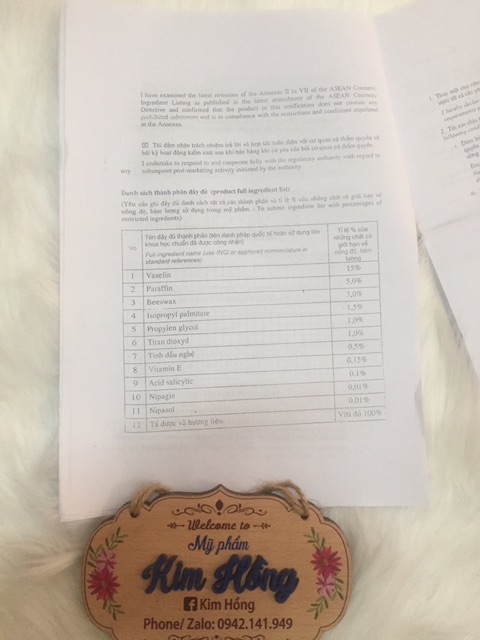 I have examined the latest revisions of the Annexes II to VII of the ASEAN Cosmetic
Ingredient Listing as published in the latest amendment of the ASEAN Cosmetic
Directive and confirmed that the product in this notification does not contain any
prohibited substances and is in compliance with the restrictions and conditions stipulated
in the Annexes.
Tôi đảm nhận trách nhiệm trả lời và hợp tác toàn diện với cơ quan có thẩm quyền về
bất kỳ hoạt động kiểm soát sau khi bán hàng khi có yêu cầu bởi cơ quan có thẩm quyền.
I undertake to respond to and cooperate fully with the regulatory authority with regard to
any subsequent post-marketing activity initiated by the authority
Danh sách thành phần đầy đủ (product full ingredient list)
(Yêu cầu ghi đầy đủ danh sách tất cả các thành phần và tỉ lệ % của những chất có giới hạn về
nồng độ, hàm lượng sử dụng trong mỹ phẩm - To submit ingredient list with percentages of
restricted ingredients)
No Tên đầy đủ thành phần (tên danh pháp quốc tế hoặc sử dụng tên
khoa học chuẩn đã được công nhận)
Full ingredient name (use INCI or approved nomenclature in
standard references)
Tỉ lệ % của
những chất có
giới hạn về
nồng độ, hàm
lượng
1 Vaselin 15%
2 Paraffin 5,0%
3 Beeswax 3,0%
4 Isopropyl palmitate 1,5%
5 Propylen glycol 1,0%
6 Titan dioxyd 1,0%
7 Tinh dầu nghệ 0,5%
8 Vitamin E 0,15%
9 Acid salicylic 0,1%
10 Nipagin 0,01%
11 Nipasol 0,01%
12 Tá dược và hương liệu Vừa đủ 100%
Welcome to
Mỹ phẩm
Kim Hồng
Kim Hồng
Phone/ Zalo: 0942.141.949